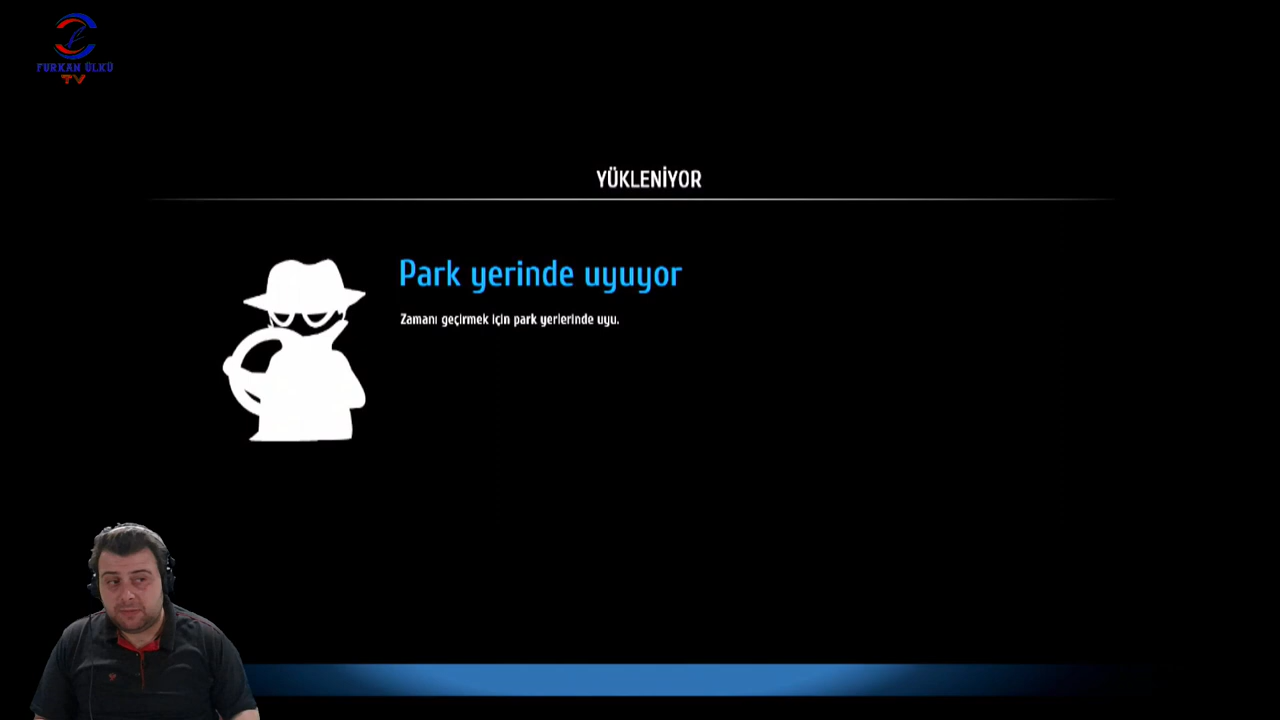 FURKAN ÜLKÜ
TV
YÜKLENİYOR
Park yerinde uyuyor
Zamanı geçirmek için park yerlerinde uyu.